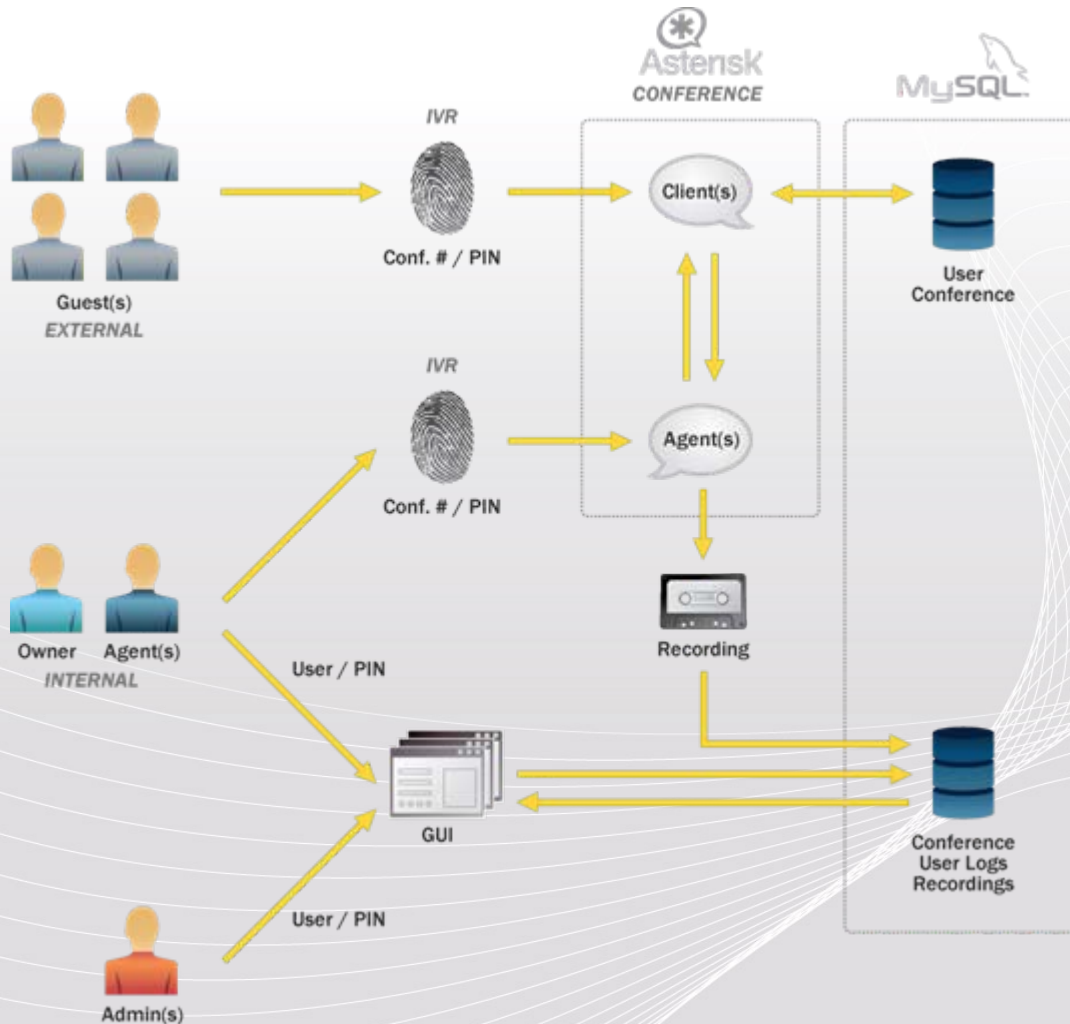 Asterisk
CONFERENCE
MySQL
IVR
Client(s)
Conf. # / PIN
User
Conference
Guest(s)
EXTERNAL
IVR
Agent(s)
Conf. # / PIN
Owner
Agent(s)
INTERNAL
Recording
User / PIN
GUI
Conference
User Logs
Recordings
User / PIN
Admin(s)